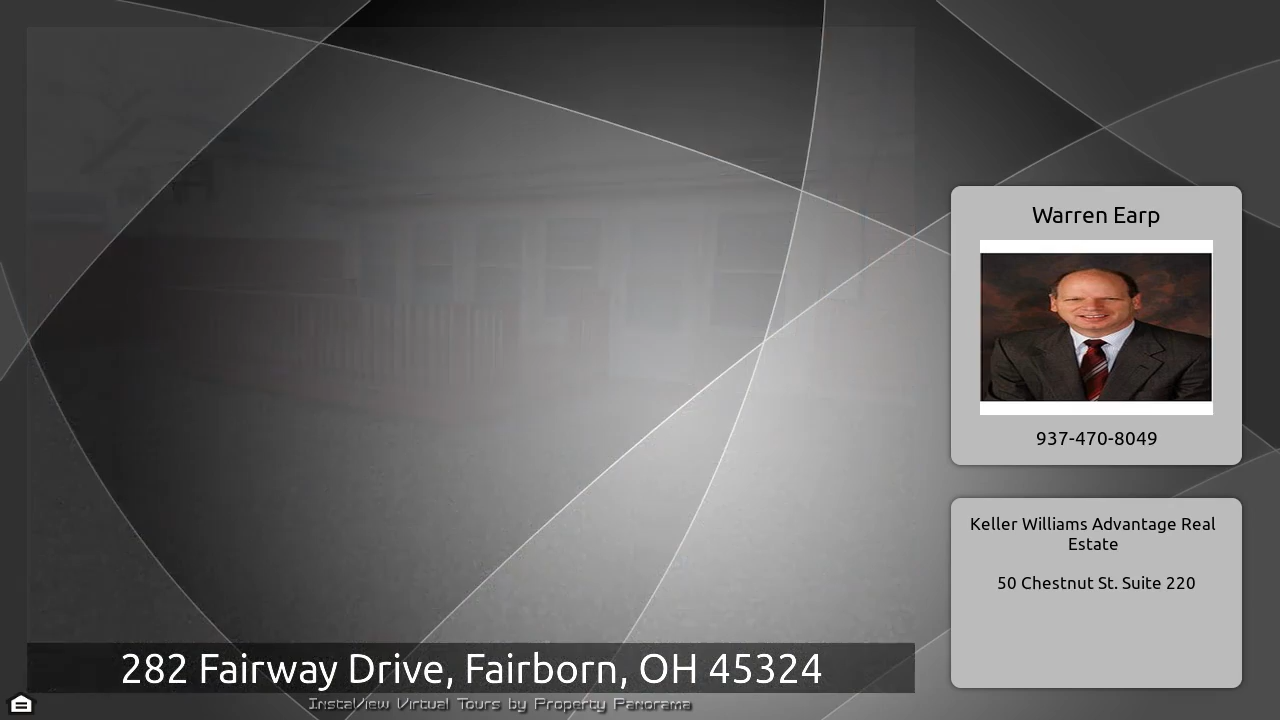 Warren Earp
937-470-8049
Keller Williams Advantage Real
Estate
50 Chestnut St. Suite 220
282 Fairway Drive, Fairborn, OH 45324
InstaView Virtual Tours by Property Panorama